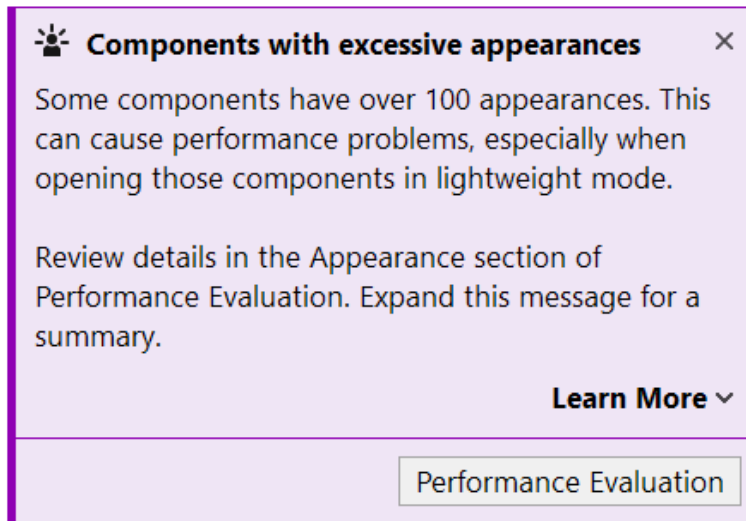 Components with excessive appearances
Some components have over 100 appearances. This
can cause performance problems, especially when
opening those components in lightweight mode.
Review details in the Appearance section of
Performance Evaluation. Expand this message for a
summary.
Learn More
Performance Evaluation